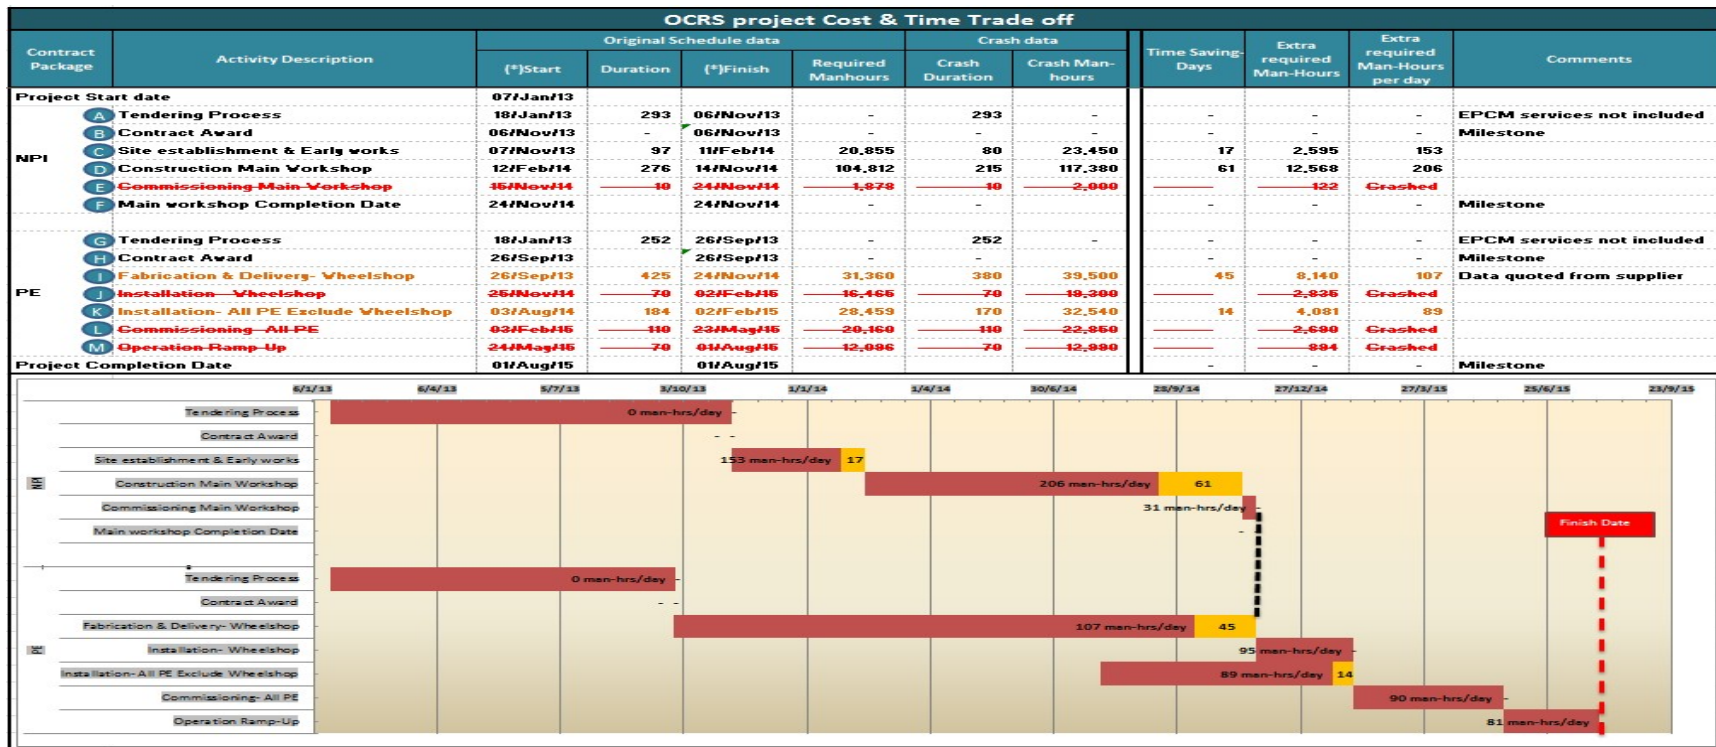 OCRS project Cost & Time Trade off
Contract Package Activity Description Original Schedule data Crash data Time Saving-Days Extra required Man-Hours Extra required Man-Hours per day Comments
(*)Start Duration (*)Finish Required Manhours Crash Duration Crash Man-hours
Project Start date 07/Jan/13
NPI
A Tendering Process 18/Jan/13 293 06/Nov/13 - 293 - - - - EPCM services not included
B Contract Award 06/Nov/13 - 06/Nov/13 - - - - - - Milestone
C Site establishment & Early works 07/Nov/13 97 11/Feb/14 20,855 80 23,450 17 2,595 153
D Construction Main Workshop 12/Feb/14 276 14/Nov/14 104,812 215 117,380 61 12,568 206
E Commissioning Main Workshop 15/Nov/14 10 24/Nov/14 1,878 10 2,000 122 Crashed
F Main workshop Completion Date 24/Nov/14 24/Nov/14 - - - - - - Milestone
PE
G Tendering Process 18/Jan/13 252 26/Sep/13 - 252 - - - - EPCM services not included
H Contract Award 26/Sep/13 26/Sep/13 - - - - - - Milestone
I Fabrication & Delivery- Wheelshop 26/Sep/13 425 24/Nov/14 31,360 380 39,500 45 8,140 107 Data quoted from supplier
J Installation- Wheelshop 25/Nov/14 70 02/Feb/15 16,465 70 19,300 2,835 Crashed
K Installation- All PE Exclude Wheelshop 03/Aug/14 184 02/Feb/15 28,459 170 32,540 14 4,081 89
L Commissioning- All PE 03/Feb/15 110 23/May/15 20,160 110 22,850 2,690 Crashed
M Operation Ramp-Up 24/May/15 70 01/Aug/15 12,096 70 12,990 894 Crashed
Project Completion Date 01/Aug/15 01/Aug/15 - - - Milestone
6/1/13 6/4/13 5/7/13 3/10/13 1/1/14 1/4/14 30/6/14 28/9/14 27/12/14 27/3/15 25/6/15 23/9/15
NPI
Tendering Process 0 man-hrs/day -
Contract Award - -
Site establishment & Early works 153 man-hrs/day 17
Construction Main Workshop 206 man-hrs/day 61
Commissioning Main Workshop 31 man-hrs/day -
Main workshop Completion Date -
Finish Date
PE
Tendering Process 0 man-hrs/day -
Contract Award - -
Fabrication & Delivery- Wheelshop 107 man-hrs/day 45
Installation- Wheelshop 95 man-hrs/day -
Installation-All PE Exclude Wheelshop 89 man-hrs/day 14
Commissioning- All PE 90 man-hrs/day -
Operation Ramp-Up 81 man-hrs/day